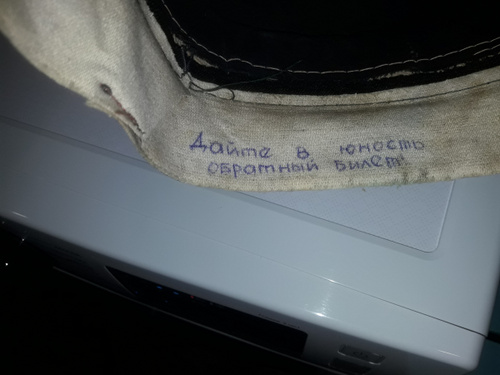 Дайте в юность
обратный билет!